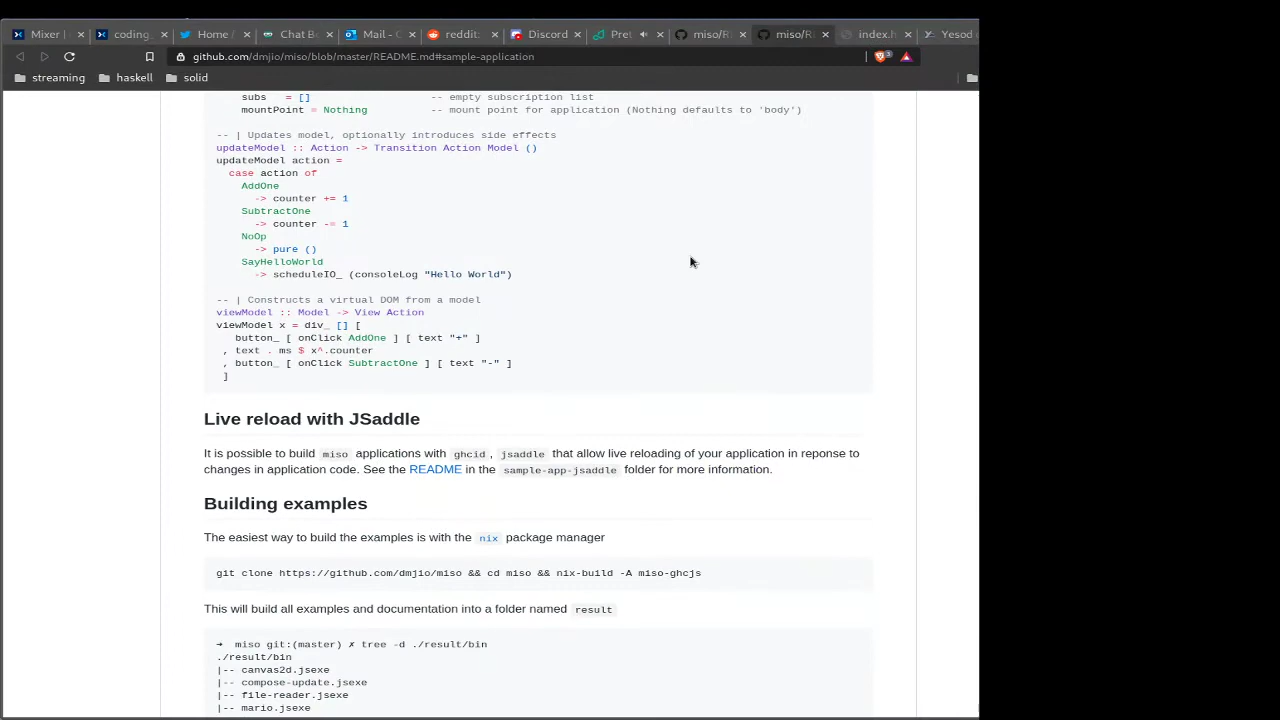 Mixer |
coding_
Home /
Chat B
Mail -
reddit:
Discord
Pret
miso/R
miso/R
index.h
Yesod
github.com/dmjio/miso/blob/master/README.md#sample-application
3
streaming
haskell
solid
subs = [] -- empty subscription list
mountPoint = Nothing -- mount point for application (Nothing defaults to 'body')
-- | Updates model, optionally introduces side effects
updateModel :: Action -> Transition Action Model ()
updateModel action =
case action of
AddOne
-> counter += 1
SubtractOne
-> counter -= 1
NoOp
-> pure ()
SayHelloWorld
-> scheduleIO_ (consoleLog "Hello World")
-- | Constructs a virtual DOM from a model
viewModel :: Model -> View Action
viewModel x = div_ [] [
button_ [ onClick AddOne ] [ text "+" ]
, text . ms $ x^.counter
, button_ [ onClick SubtractOne ] [ text "-" ]
]
Live reload with JSaddle
It is possible to build miso applications with ghcid , jsaddle that allow live reloading of your application in reponse to
changes in application code. See the README in the sample-app-jsaddle folder for more information.
Building examples
The easiest way to build the examples is with the nix package manager
git clone https://github.com/dmjio/miso && cd miso && nix-build -A miso-ghcjs
This will build all examples and documentation into a folder named result
➜ miso git:(master) ✗ tree -d ./result/bin
./result/bin
|-- canvas2d.jsexe
|-- compose-update.jsexe
|-- file-reader.jsexe
|-- mario.jsexe